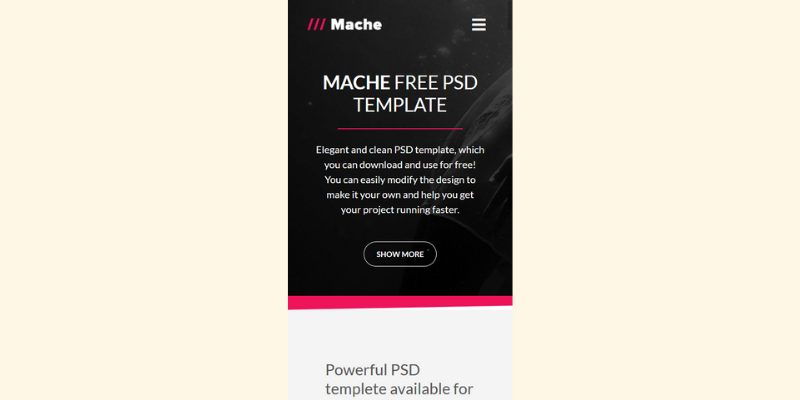 /// Mache
MACHE FREE PSD
TEMPLATE
Elegant and clean PSD template, which
you can download and use for free!
You can easily modify the design to
make it your own and help you get
your project running faster.
SHOW MORE
Powerful PSD
templete available for